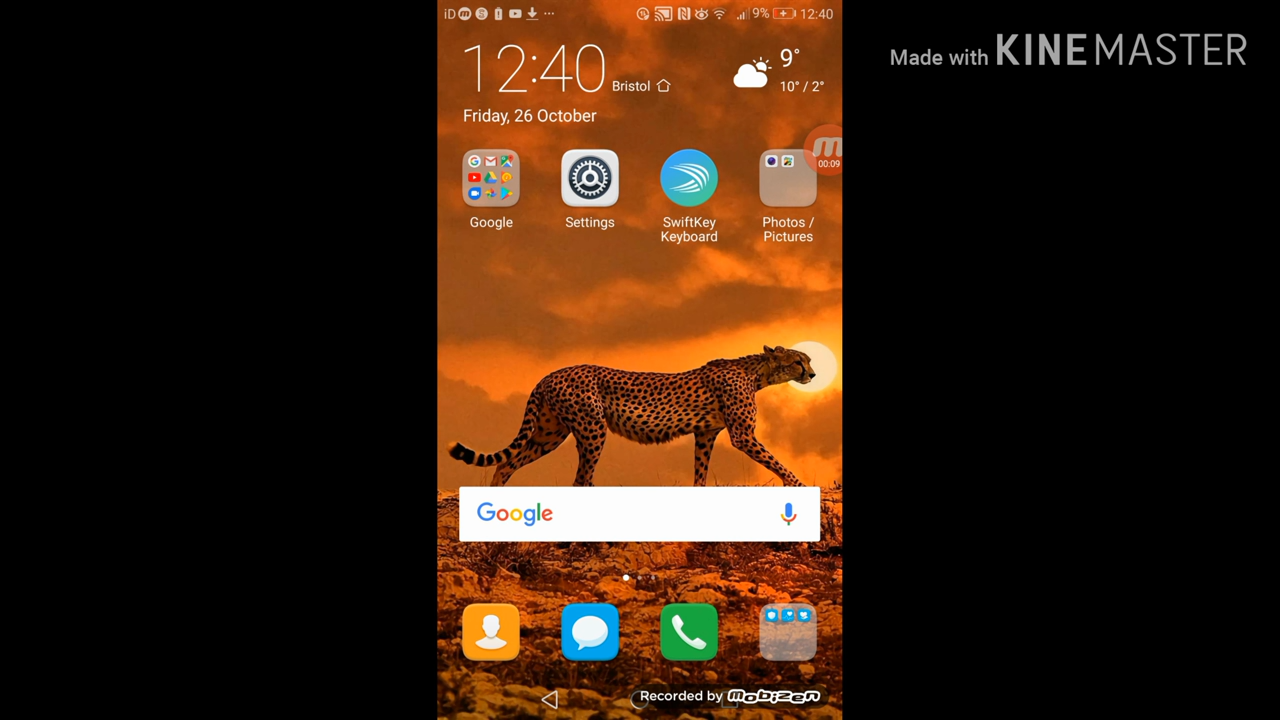 iD 9% 12:40
Made with KINEMASTER
12:40 Bristol 9°
10° / 2°
Friday, 26 October
00:09
Google Settings SwiftKey Keyboard Photos / Pictures
Google
Recorded by Mobizen